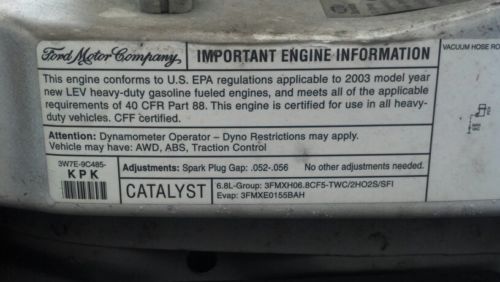 Ford Motor Company
IMPORTANT ENGINE INFORMATION
This engine conforms to U.S. EPA regulations applicable to 2003 model year
new LEV heavy-duty gasoline fueled engines, and meets all of the applicable
requirements of 40 CFR Part 88. This engine is certified for use in all heavy-
duty vehicles. CFF certified.
Attention: Dynamometer Operator - Dyno Restrictions may apply.
Vehicle may have: AWD, ABS, Traction Control
3W7E-9C485-
KPK
Adjustments: Spark Plug Gap: .052-.056 No other adjustments needed.
CATALYST
6.8L-Group: 3FMXH06.8CF5-TWC/2HO2S/SFI
Evap: 3FMXE0155BAH
VACUUM HOSE RO